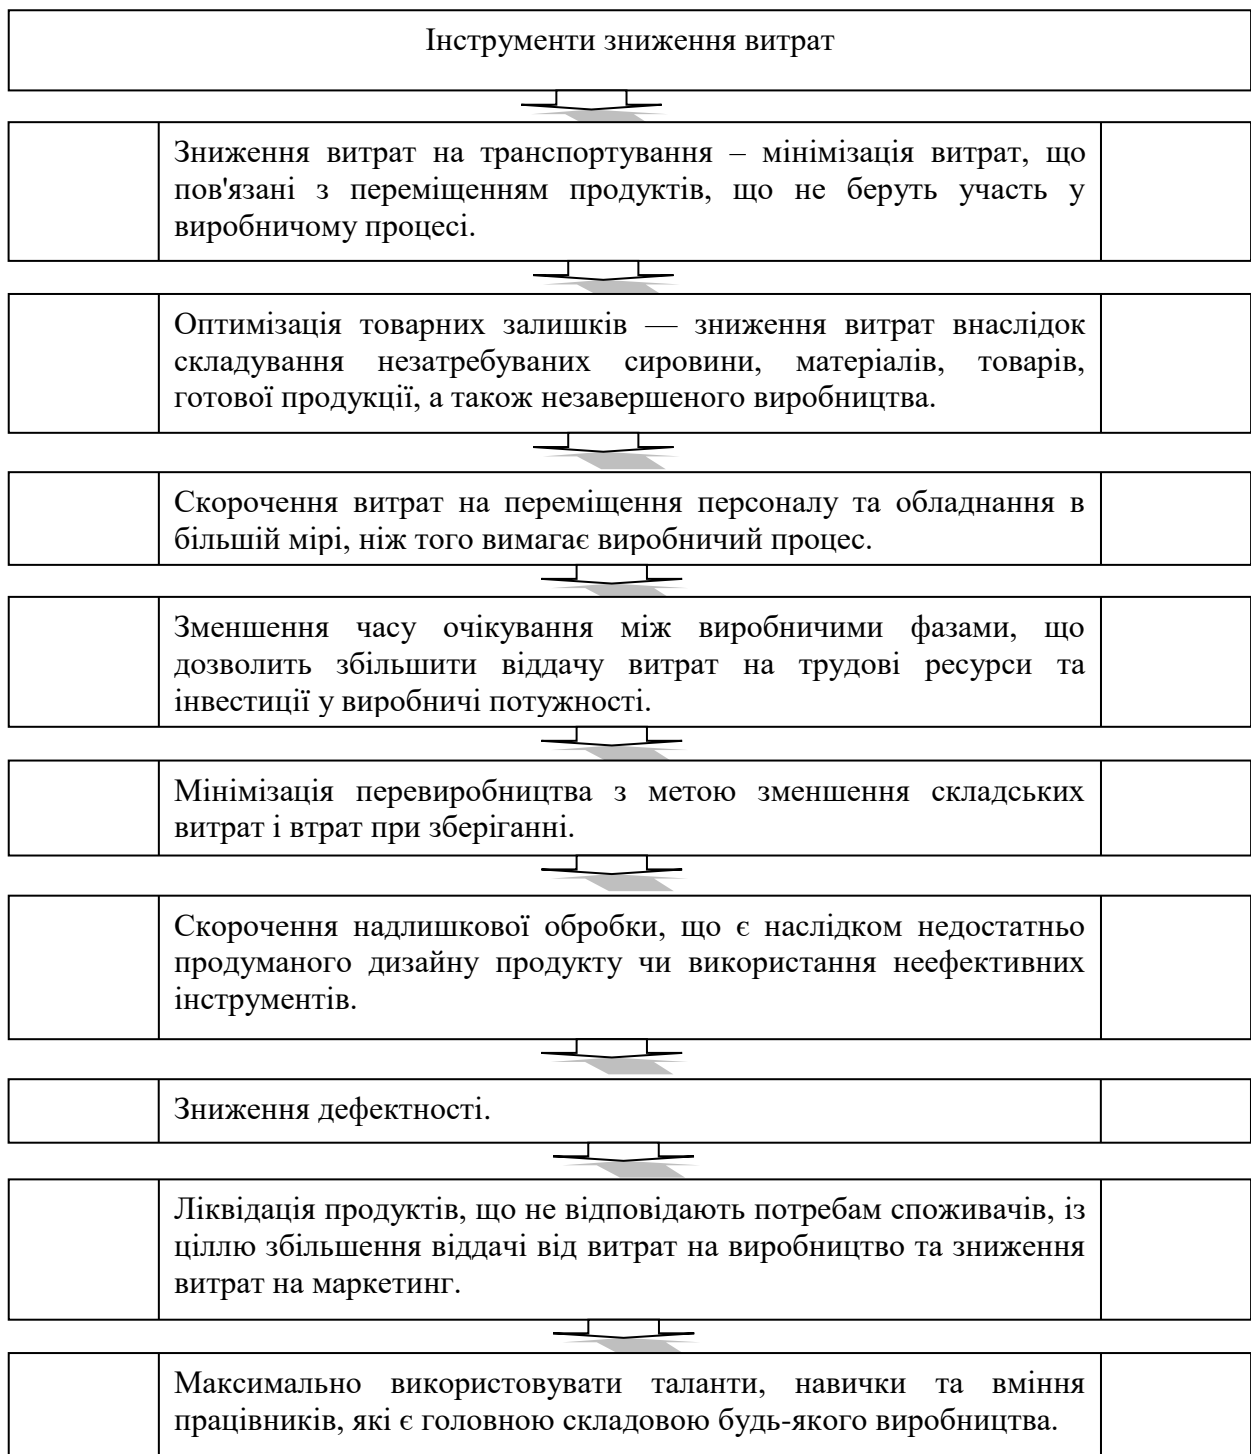 Інструменти зниження витрат
Зниження витрат на транспортування – мінімізація витрат, що
пов'язані з переміщенням продуктів, що не беруть участь у
виробничому процесі.
Оптимізація товарних залишків — зниження витрат внаслідок
складування незатребуваних сировини, матеріалів, товарів,
готової продукції, а також незавершеного виробництва.
Скорочення витрат на переміщення персоналу та обладнання в
більшій мірі, ніж того вимагає виробничий процес.
Зменшення часу очікування між виробничими фазами, що
дозволить збільшити віддачу витрат на трудові ресурси та
інвестиції у виробничі потужності.
Мінімізація перевиробництва з метою зменшення складських
витрат і втрат при зберіганні.
Скорочення надлишкової обробки, що є наслідком недостатньо
продуманого дизайну продукту чи використання неефективних
інструментів.
Зниження дефектності.
Ліквідація продуктів, що не відповідають потребам споживачів, із
ціллю збільшення віддачі від витрат на виробництво та зниження
витрат на маркетинг.
Максимально використовувати таланти, навички та вміння
працівників, які є головною складовою будь-якого виробництва.